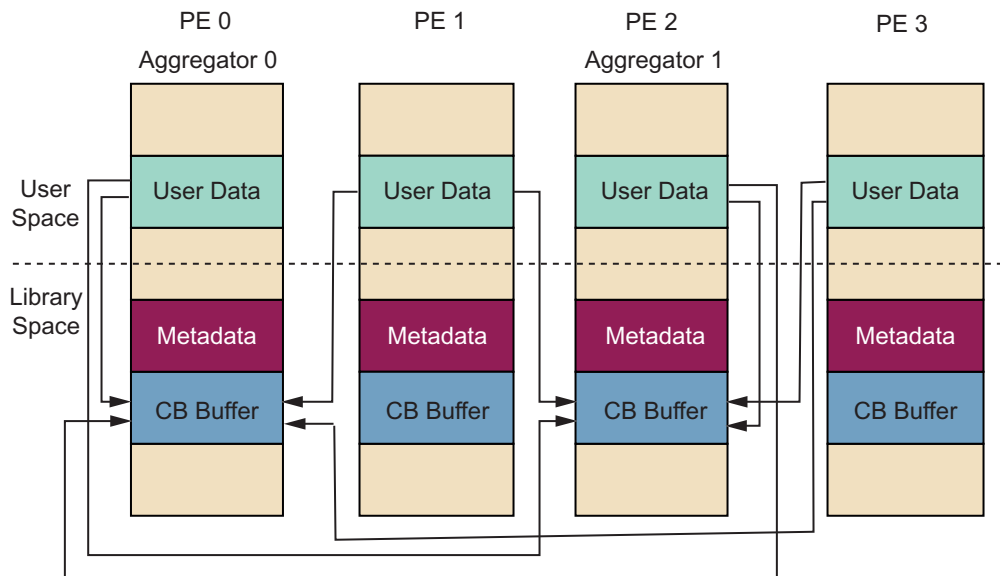 PE 0
PE 1
PE 2
PE 3
Aggregator 0
Aggregator 1
User
Space
User Data
User Data
User Data
User Data
Library
Space
Metadata
Metadata
Metadata
Metadata
CB Buffer
CB Buffer
CB Buffer
CB Buffer